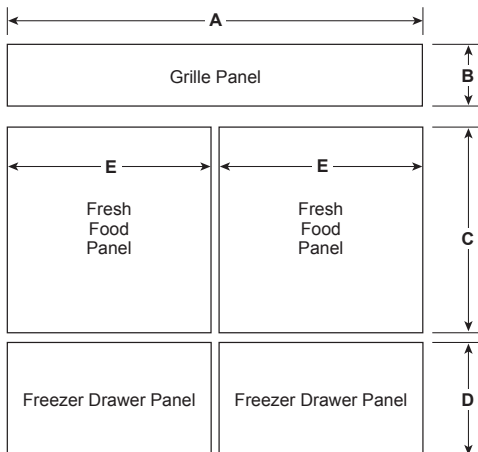 A
Grille Panel
B
E
E
Fresh
Food
Panel
Fresh
Food
Panel
C
Freezer Drawer Panel
Freezer Drawer Panel
D